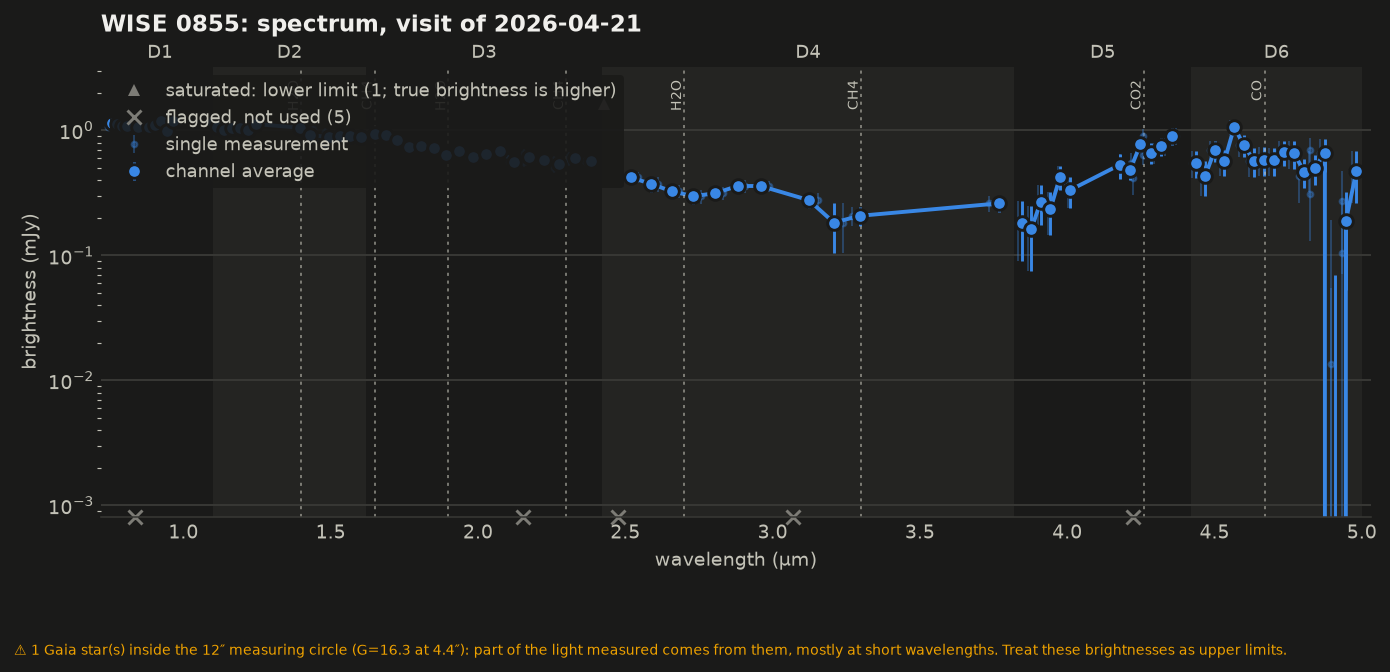 WISE 0855: spectrum, visit of 2026-04-21
D1 D2 D3 D4 D5 D6
saturated: lower limit (1; true brightness is higher)
flagged, not used (5)
single measurement
channel average
H2O
CH4
CO2
CO
brightness (mJy)
10⁰
10⁻¹
10⁻²
10⁻³
1.0 1.5 2.0 2.5 3.0 3.5 4.0 4.5 5.0
wavelength (μm)
⚠ 1 Gaia star(s) inside the 12″ measuring circle (G=16.3 at 4.4″): part of the light measured comes from them, mostly at short wavelengths. Treat these brightnesses as upper limits.